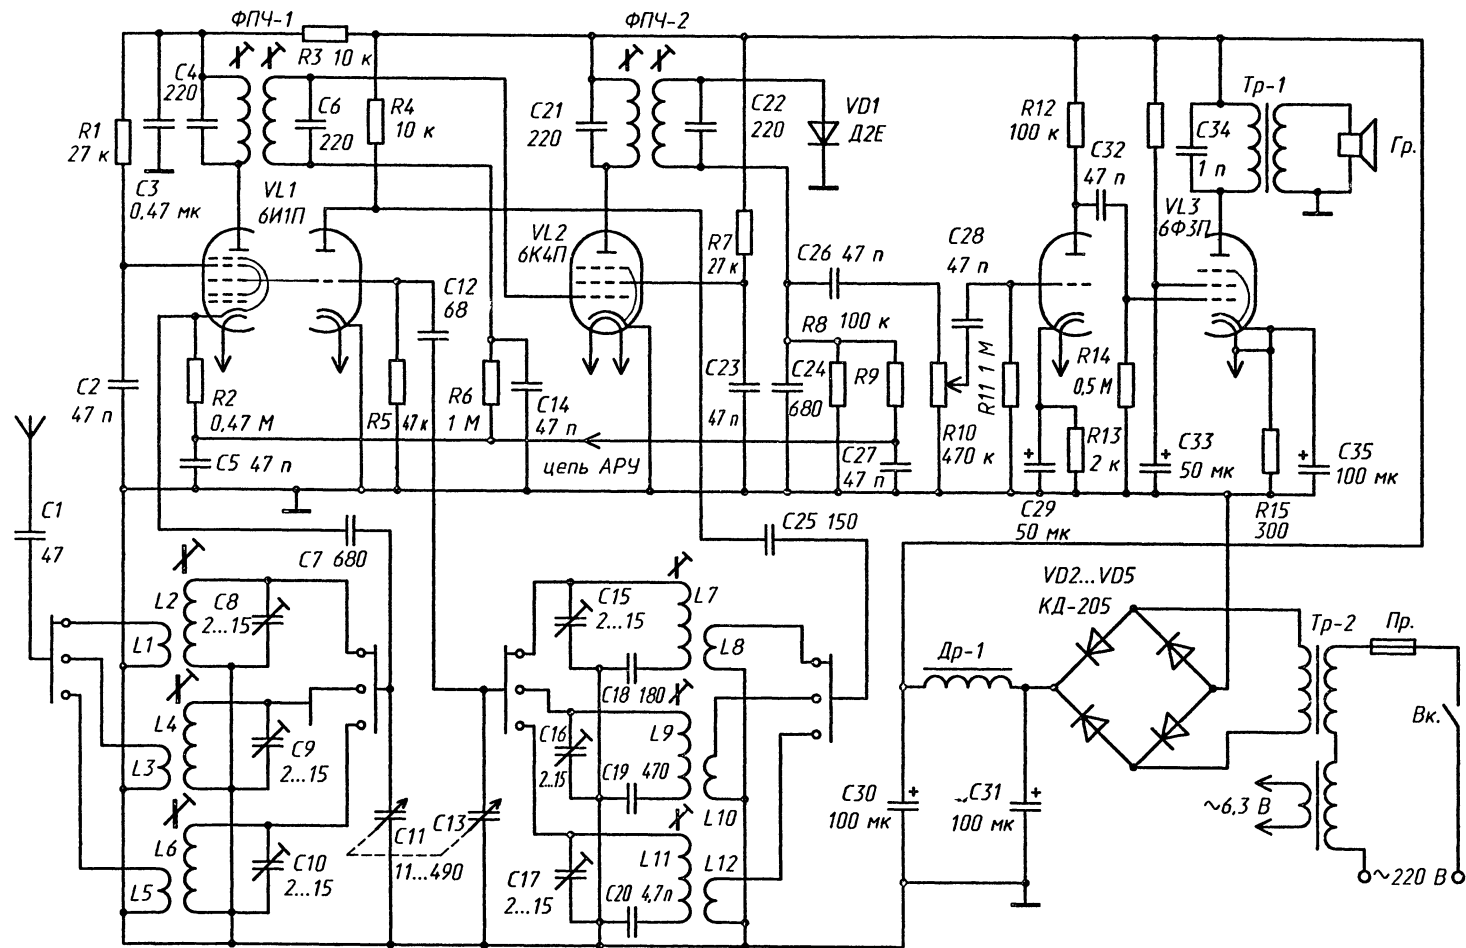 ФПЧ-1
R3 10 к
ФПЧ-2
C4
220
C6
220
R4
10 к
R1
27 к
C3
0,47 мк
VL1
6И1П
C21
220
C22
220
VD1
Д2Е
R12
100 к
C32
47 п
C34
1 п
Тр-1
Гр.
VL2
6К4П
R7
27 к
C26 47 п
C28
47 п
VL3
6Ф3П
C12
68
C2
47 п
R2
0,47 М
R5
47 к
R6
1 М
C14
47 п
C23
47 п
C24
680
R8
100 к
R9
R10
470 к
R11 1 М
R14
0,5 М
R13
2 к
C33
50 мк
C35
100 мк
C5 47 п
цепь АРУ
C27
47 п
C29
50 мк
R15
300
C1
47
C7 680
C25 150
L2
C8
2...15
L1
L4
C9
2...15
L3
L6
C10
2...15
L5
C11
C13
11...490
C15
2...15
L7
L8
C18 180
C16
2...15
L9
C19 470
L10
C17
2...15
L11
C20 4,7п
L12
VD2...VD5
КД-205
Др-1
Тр-2
Пр.
Вк.
C30
100 мк
C31
100 мк
~6,3 В
~220 В
+
+
+
+
+